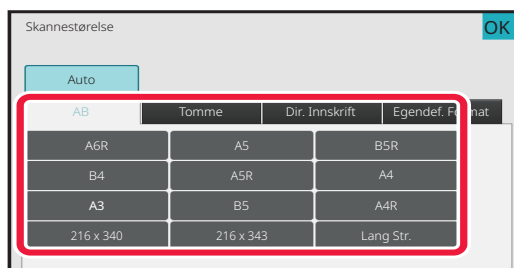 Skannestørelse OK
Auto
AB Tomme Dir. Innskrift Egendef. Format
A6R A5 B5R
B4 A5R A4
A3 B5 A4R
216 x 340 216 x 343 Lang Str.